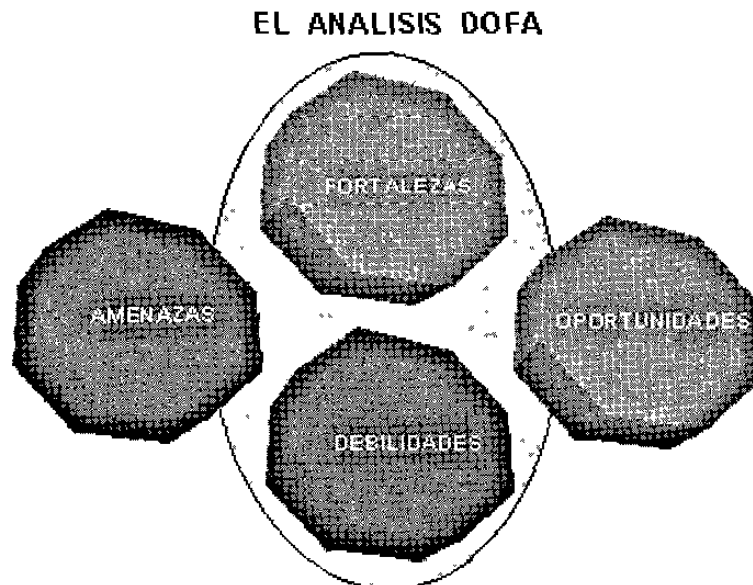 EL ANALISIS DOFA
FORTALEZAS
AMENAZAS
OPORTUNIDADES
DEBILIDADES